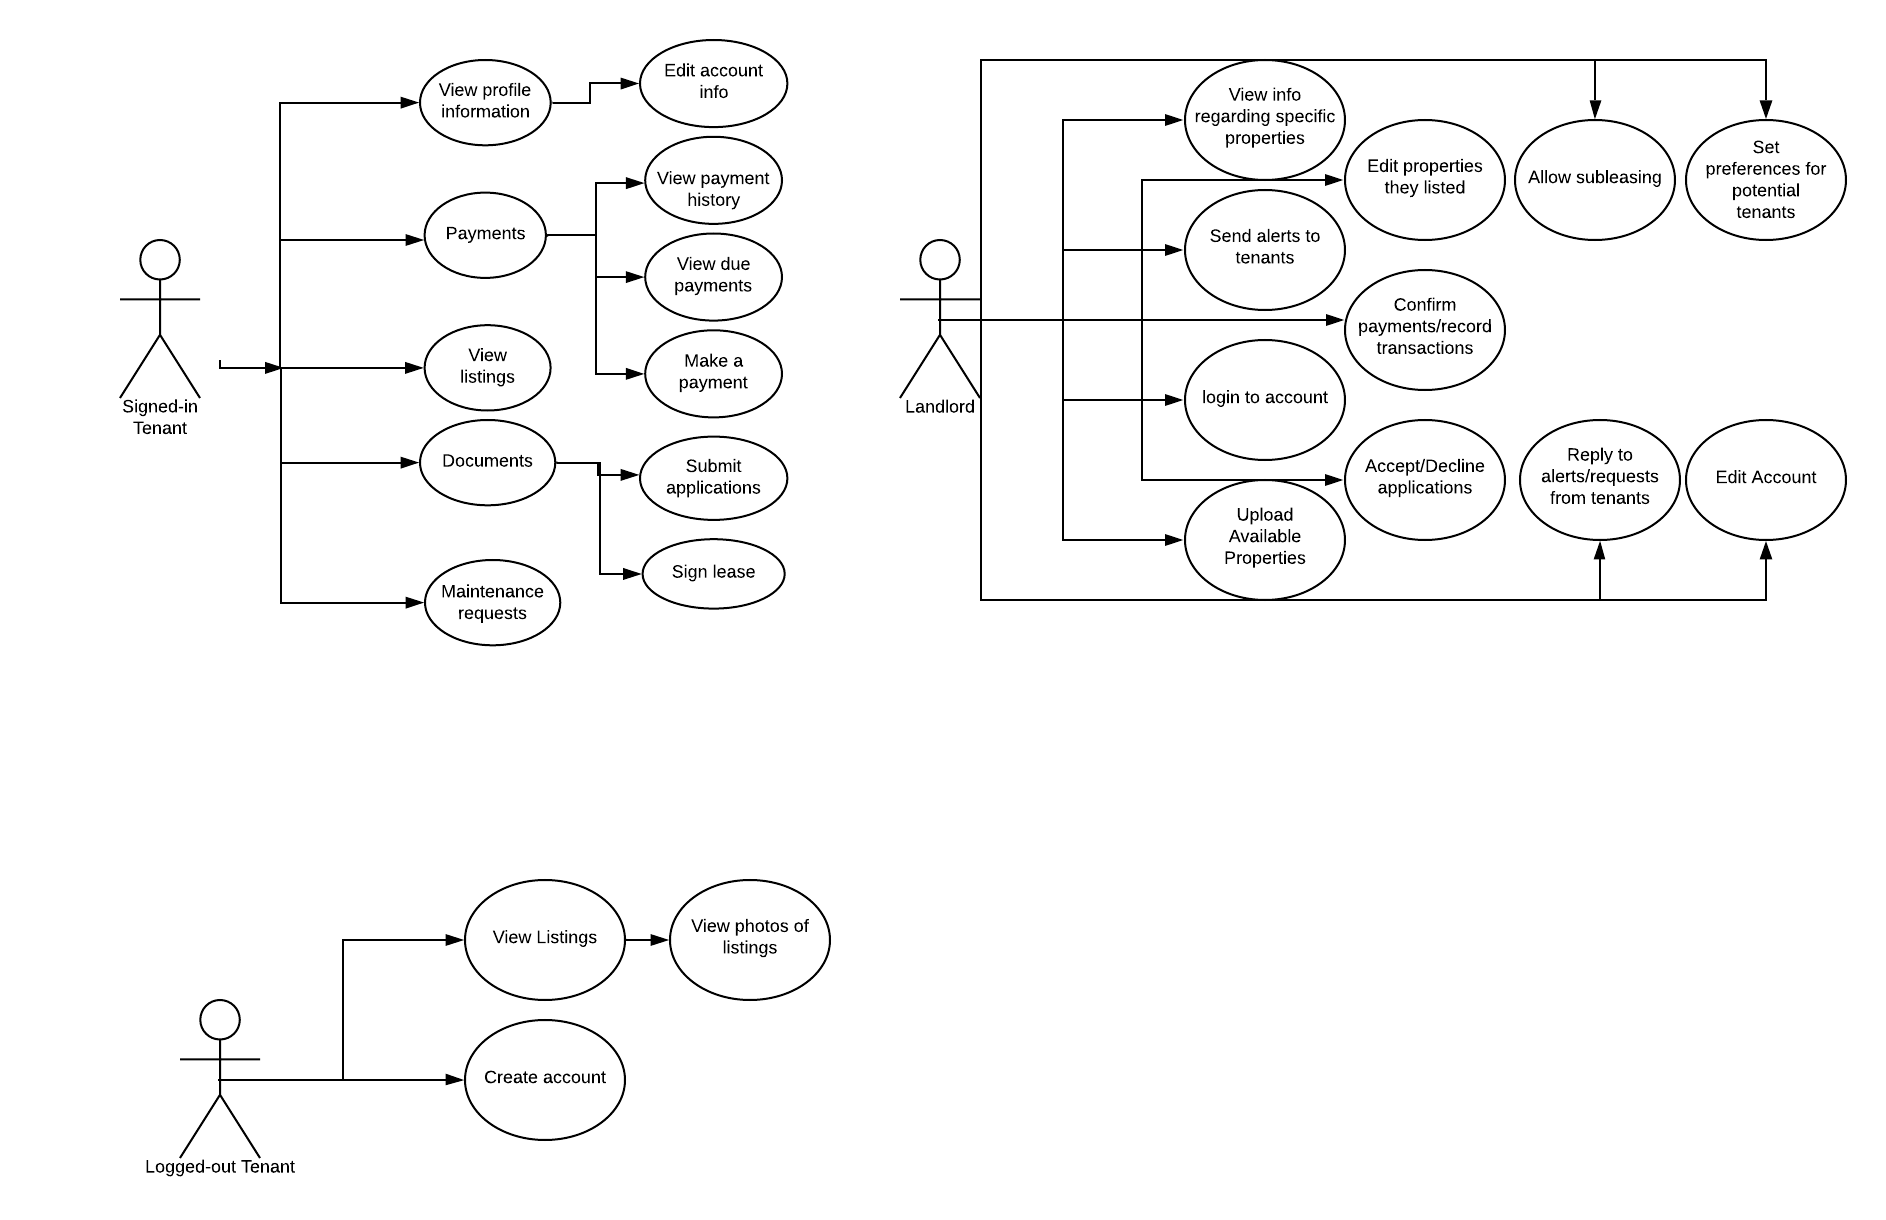 View profile
information
Edit account
info
Payments
View payment
history
View due
payments
Make a
payment
View
listings
Documents
Submit
applications
Sign lease
Maintenance
requests
Signed-in
Tenant
View info
regarding specific
properties
Edit properties
they listed
Allow subleasing
Set
preferences for
potential
tenants
Send alerts to
tenants
Confirm
payments/record
transactions
Landlord
login to account
Accept/Decline
applications
Reply to
alerts/requests
from tenants
Edit Account
Upload
Available
Properties
View Listings
View photos of
listings
Create account
Logged-out Tenant